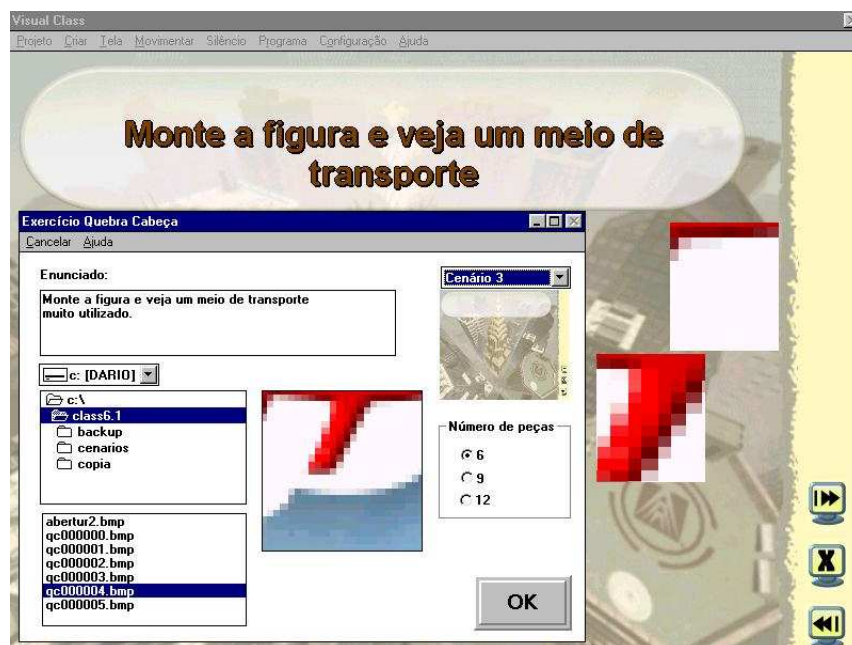 Visual Class
Projeto Criar Tela Movimentar Silêncio Programa Configuração Ajuda
Monte a figura e veja um meio de
transporte
Exercício Quebra Cabeça
Cancelar Ajuda
Enunciado:
Monte a figura e veja um meio de transporte
muito utilizado.
Cenário 3
c: [DARIO]
c:\
class6.1
backup
cenarios
copia
Número de peças
6
9
12
abertur2.bmp
qc000000.bmp
qc000001.bmp
qc000002.bmp
qc000003.bmp
qc000004.bmp
qc000005.bmp
OK